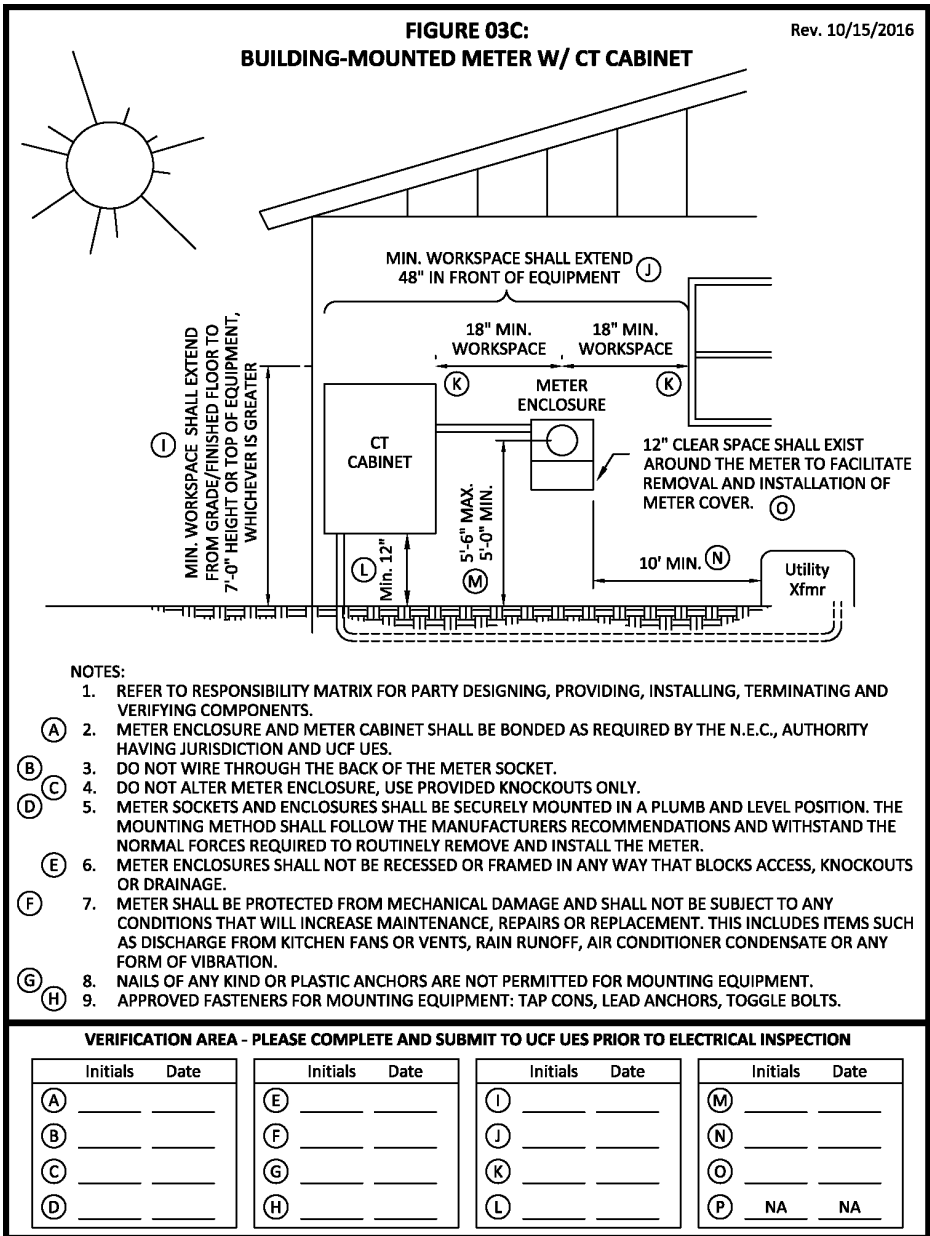 FIGURE 03C:
Rev. 10/15/2016
BUILDING-MOUNTED METER W/ CT CABINET
MIN. WORKSPACE SHALL EXTEND
48" IN FRONT OF EQUIPMENT
J
18" MIN.
WORKSPACE
18" MIN.
WORKSPACE
K
K
MIN. WORKSPACE SHALL EXTEND
FROM GRADE/FINISHED FLOOR TO
7'-0" HEIGHT OR TOP OF EQUIPMENT,
WHICHEVER IS GREATER
I
METER
ENCLOSURE
CT
CABINET
12" CLEAR SPACE SHALL EXIST
AROUND THE METER TO FACILITATE
REMOVAL AND INSTALLATION OF
METER COVER. O
L
Min. 12"
5'-6" MAX.
5'-0" MIN.
M
10' MIN. N
Utility
Xfmr
NOTES:
1. REFER TO RESPONSIBILITY MATRIX FOR PARTY DESIGNING, PROVIDING, INSTALLING, TERMINATING AND
VERIFYING COMPONENTS.
A 2. METER ENCLOSURE AND METER CABINET SHALL BE BONDED AS REQUIRED BY THE N.E.C., AUTHORITY
HAVING JURISDICTION AND UCF UES.
B 3. DO NOT WIRE THROUGH THE BACK OF THE METER SOCKET.
C 4. DO NOT ALTER METER ENCLOSURE, USE PROVIDED KNOCKOUTS ONLY.
D 5. METER SOCKETS AND ENCLOSURES SHALL BE SECURELY MOUNTED IN A PLUMB AND LEVEL POSITION. THE
MOUNTING METHOD SHALL FOLLOW THE MANUFACTURERS RECOMMENDATIONS AND WITHSTAND THE
NORMAL FORCES REQUIRED TO ROUTINELY REMOVE AND INSTALL THE METER.
E 6. METER ENCLOSURES SHALL NOT BE RECESSED OR FRAMED IN ANY WAY THAT BLOCKS ACCESS, KNOCKOUTS
OR DRAINAGE.
F 7. METER SHALL BE PROTECTED FROM MECHANICAL DAMAGE AND SHALL NOT BE SUBJECT TO ANY
CONDITIONS THAT WILL INCREASE MAINTENANCE, REPAIRS OR REPLACEMENT. THIS INCLUDES ITEMS SUCH
AS DISCHARGE FROM KITCHEN FANS OR VENTS, RAIN RUNOFF, AIR CONDITIONER CONDENSATE OR ANY
FORM OF VIBRATION.
G 8. NAILS OF ANY KIND OR PLASTIC ANCHORS ARE NOT PERMITTED FOR MOUNTING EQUIPMENT.
H 9. APPROVED FASTENERS FOR MOUNTING EQUIPMENT: TAP CONS, LEAD ANCHORS, TOGGLE BOLTS.
VERIFICATION AREA - PLEASE COMPLETE AND SUBMIT TO UCF UES PRIOR TO ELECTRICAL INSPECTION
Initials Date
A
B
C
D
Initials Date
E
F
G
H
Initials Date
I
J
K
L
Initials Date
M
N
O
P NA NA